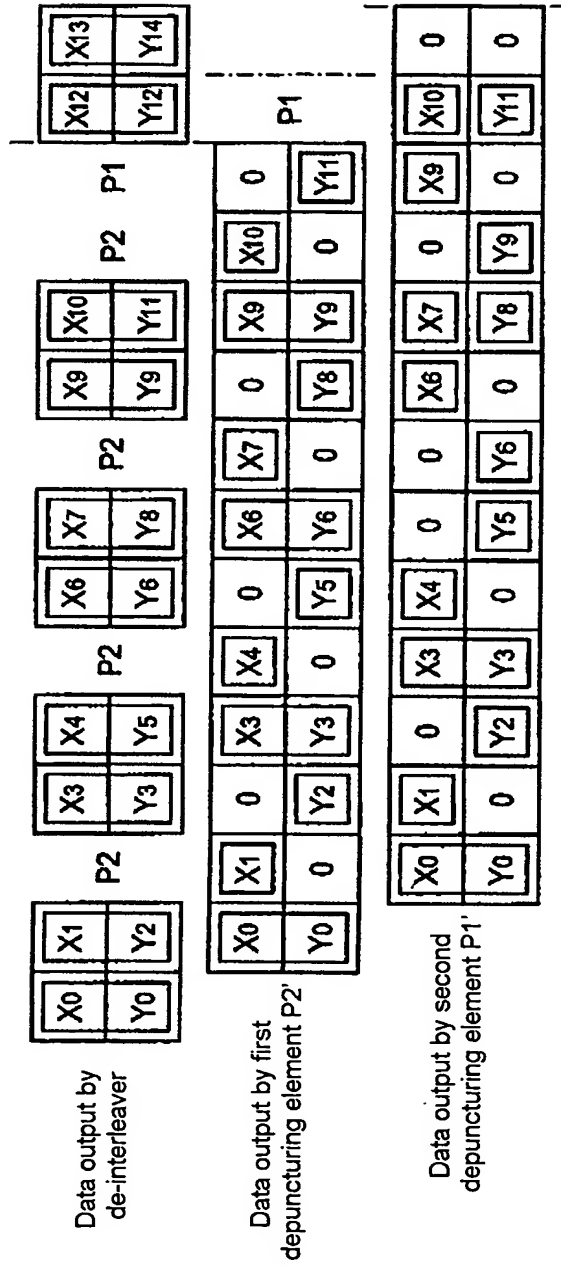 Data output by
de-interleaver
X0 X1 P2 X3 X4 P2 X6 X7 P2 X9 X10 P2 P1 X12 X13
Y0 Y2 Y3 Y5 Y6 Y8 Y9 Y11 Y12 Y14
Data output by first
depuncturing element P2'
X0 X1 0 X3 X4 0 X6 X7 0 X9 X10 0 P1
Y0 0 Y2 Y3 0 Y5 Y6 0 Y8 Y9 0 Y11
Data output by second
depuncturing element P1'
X0 X1 0 X3 X4 0 0 X6 X7 0 X9 X10 0
Y0 0 Y2 Y3 0 Y5 Y6 0 Y8 Y9 0 Y11 0